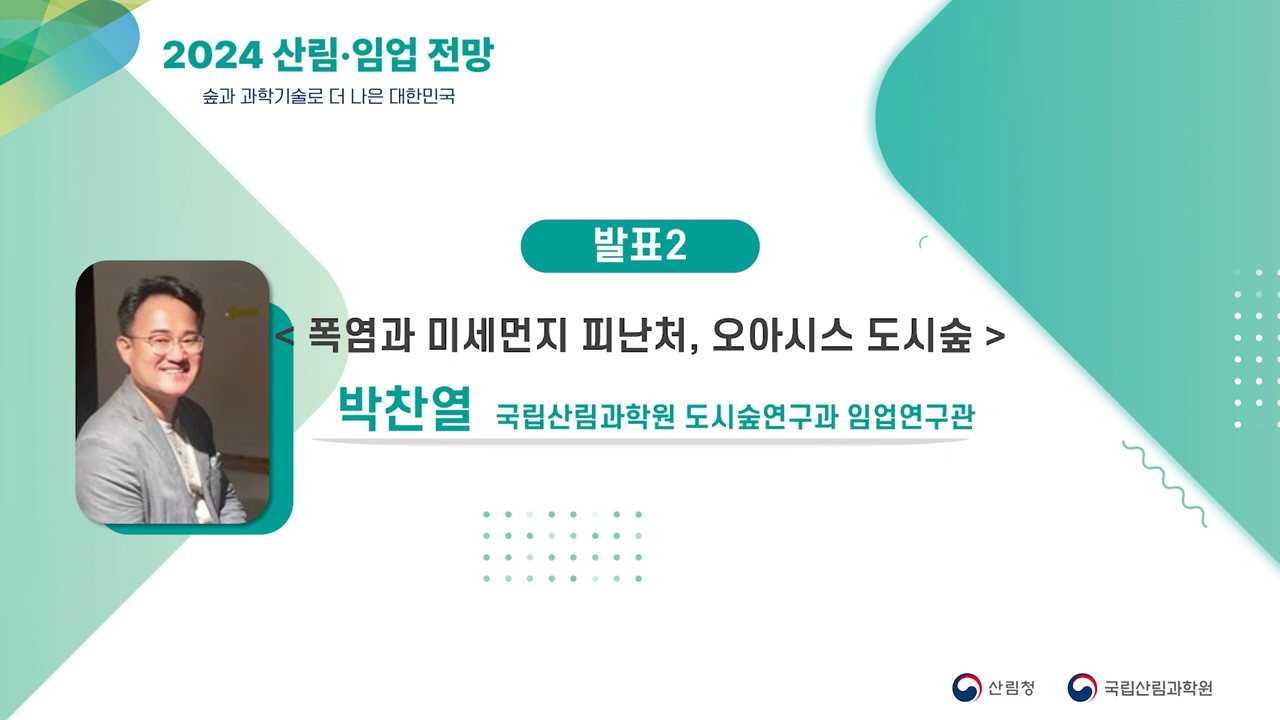 2024 산림·임업 전망
숲과 과학기술로 더 나은 대한민국
발표2
< 폭염과 미세먼지 피난처, 오아시스 도시숲 >
박찬열 국립산림과학원 도시숲연구과 임업연구관
산림청 국립산림과학원